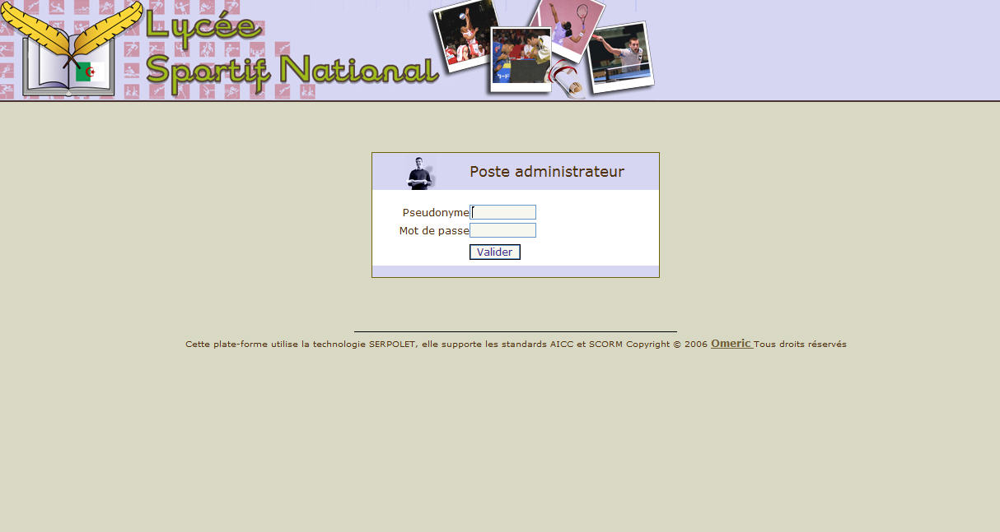 Lycée
Sportif National
Poste administrateur
Pseudonyme
Mot de passe
Valider
Cette plate-forme utilise la technologie SERPOLET, elle supporte les standards AICC et SCORM Copyright © 2006 Omeric Tous droits réservés